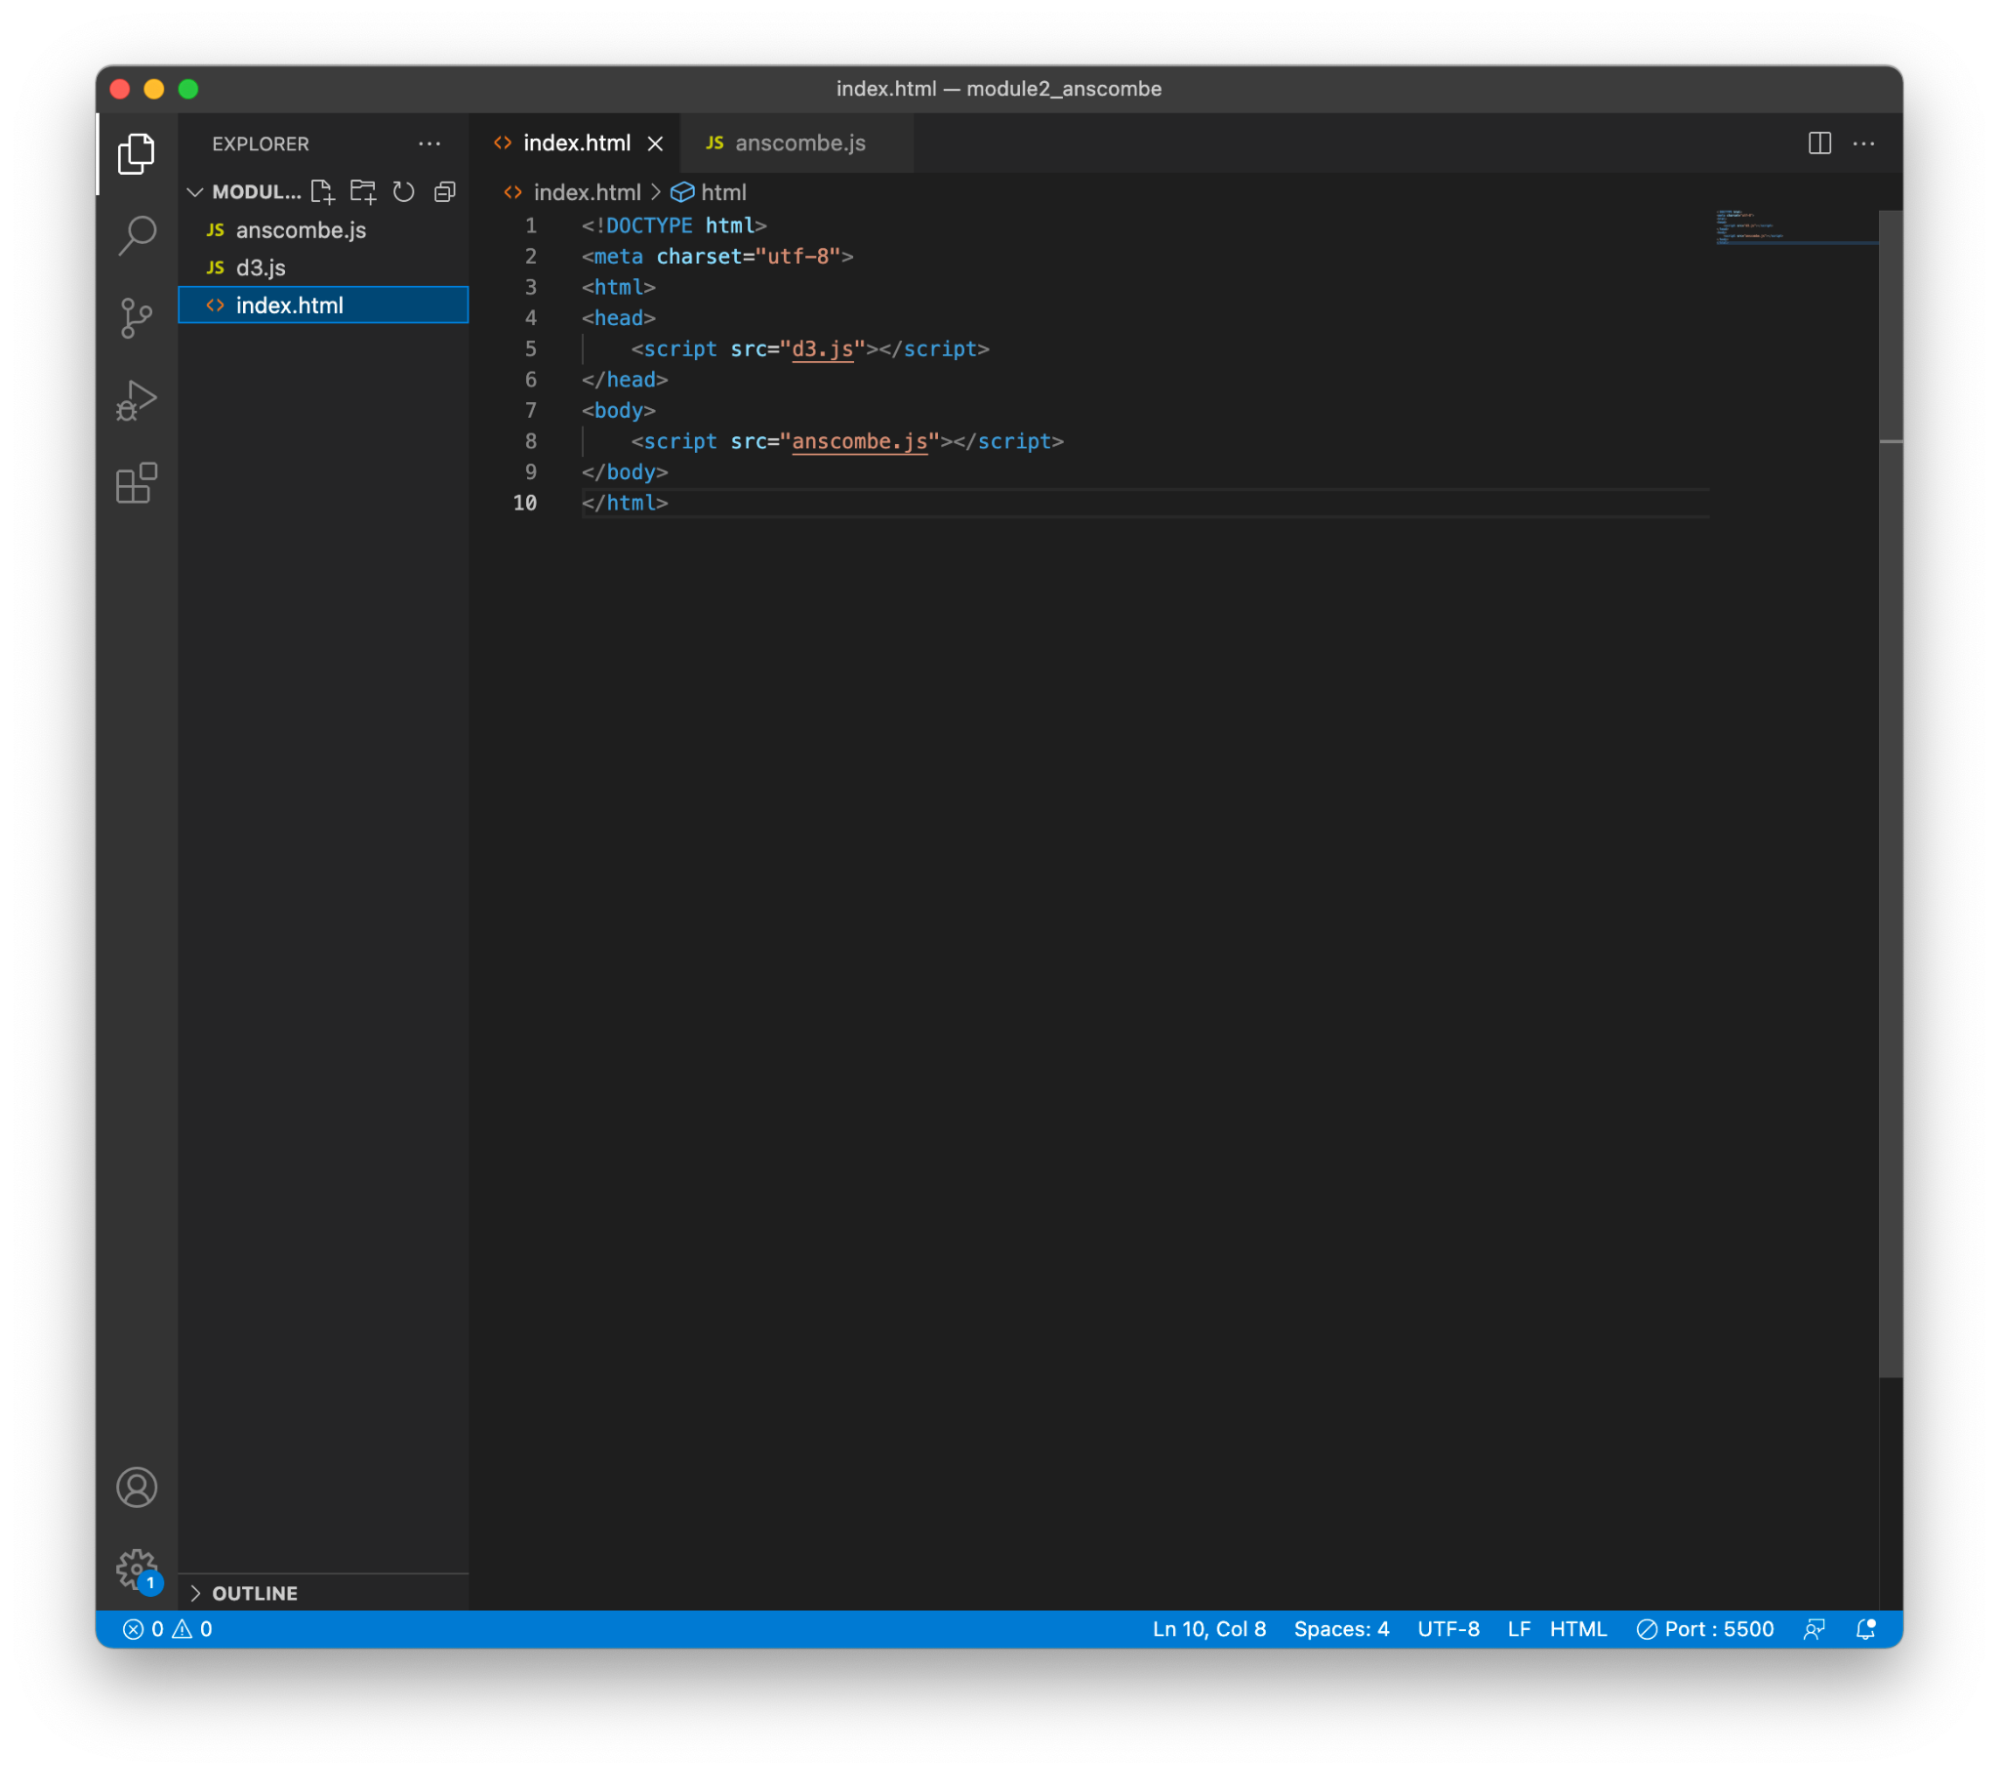 index.html — module2_anscombe
EXPLORER
MODUL...
JS anscombe.js
JS d3.js
<> index.html
OUTLINE
<> index.html
JS anscombe.js
<> index.html > html
1 <!DOCTYPE html>
2 <meta charset="utf-8">
3 <html>
4 <head>
5 <script src="d3.js"></script>
6 </head>
7 <body>
8 <script src="anscombe.js"></script>
9 </body>
10 </html>
1
0 0 Ln 10, Col 8 Spaces: 4 UTF-8 LF HTML Port : 5500